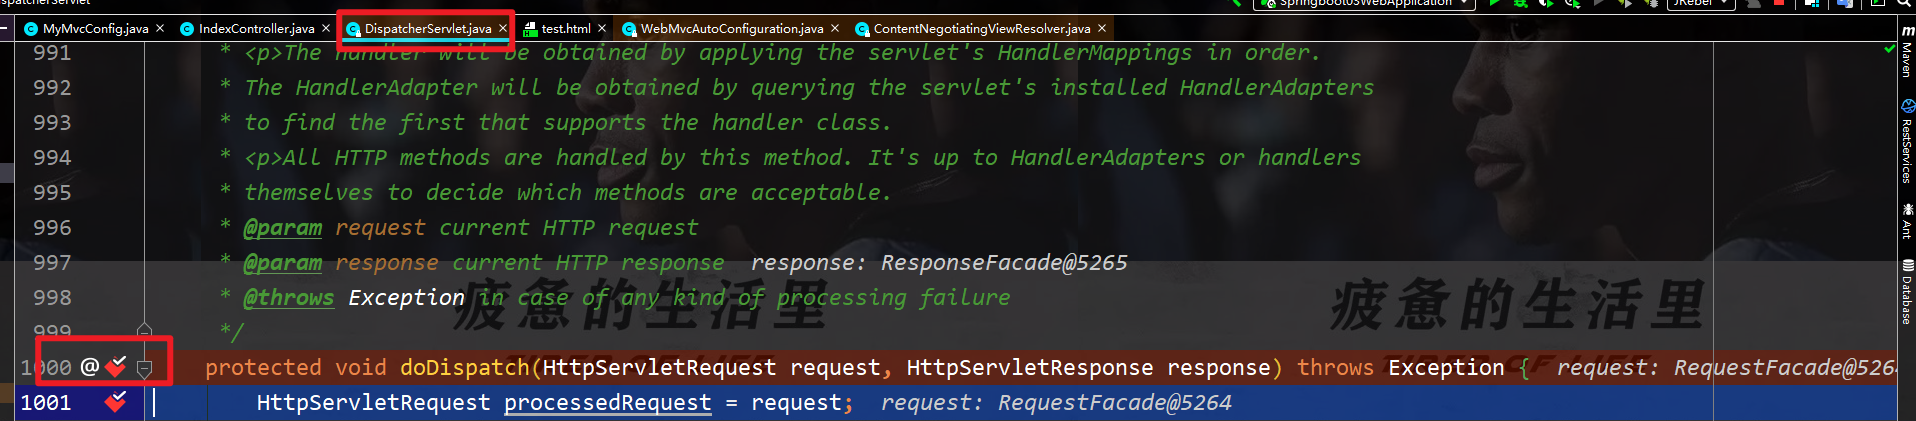 DispatcherServlet
Springboot03WebApplication
JRebel
MyMvcConfig.java
IndexController.java
DispatcherServlet.java
test.html
WebMvcAutoConfiguration.java
ContentNegotiatingViewResolver.java
991 * <p>The handler will be obtained by applying the servlet's HandlerMappings in order.
992 * The HandlerAdapter will be obtained by querying the servlet's installed HandlerAdapters
993 * to find the first that supports the handler class.
994 * <p>All HTTP methods are handled by this method. It's up to HandlerAdapters or handlers
995 * themselves to decide which methods are acceptable.
996 * @param request current HTTP request
997 * @param response current HTTP response response: ResponseFacade@5265
998 * @throws Exception in case of any kind of processing failure
疲惫的生活里
疲惫的生活里
999 */
1000 @ protected void doDispatch(HttpServletRequest request, HttpServletResponse response) throws Exception { request: RequestFacade@5264
1001 HttpServletRequest processedRequest = request; request: RequestFacade@5264
Maven
RestServices
Ant
Database